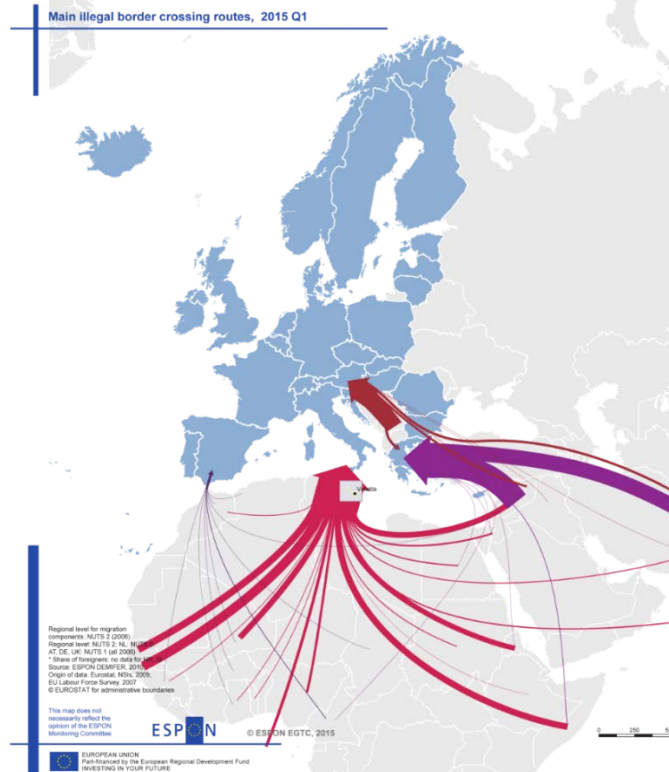 Main illegal border crossing routes, 2015 Q1
Regional level for migration
components: NUTS 2 (2006)
Regional level: NUTS 2; NL:
AT, DE, UK: NUTS 1 (all 2006)
* Share of foreigners: no data for
Source: ESPON DEMIFER,
Origin of data: Eurostat, NSIs, 2009,
EU Labour Force Survey, 2007
© EUROSTAT for administrative boundaries
This map does not
necessarily reflect the
opinion of the ESPON
Monitoring Committee
ESPON
© ESPON EGTC, 2015
0 250
EUROPEAN UNION
Part-financed by the European Regional Development Fund
INVESTING IN YOUR FUTURE